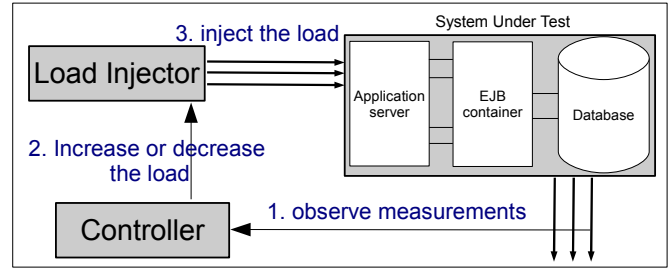 System Under Test
3. inject the load
Load Injector
Application
server
EJB
container
Database
2. Increase or decrease
the load
1. observe measurements
Controller